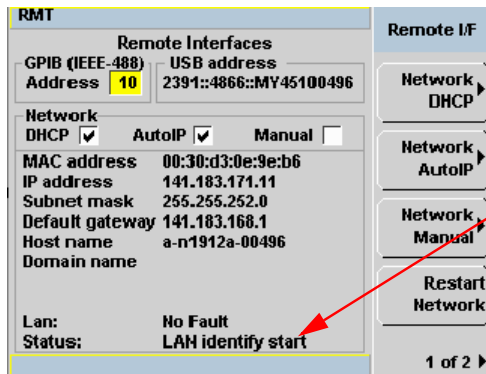 RMT
Remote Interfaces
GPIB (IEEE-488)
Address 10
USB address
2391::4866::MY45100496
Network
DHCP AutoIP Manual
MAC address 00:30:d3:0e:9e:b6
IP address 141.183.171.11
Subnet mask 255.255.252.0
Default gateway 141.183.168.1
Host name a-n1912a-00496
Domain name
Lan: No Fault
Status: LAN identify start
Remote I/F
Network
DHCP
Network
AutoIP
Network
Manual
Restart
Network
1 of 2